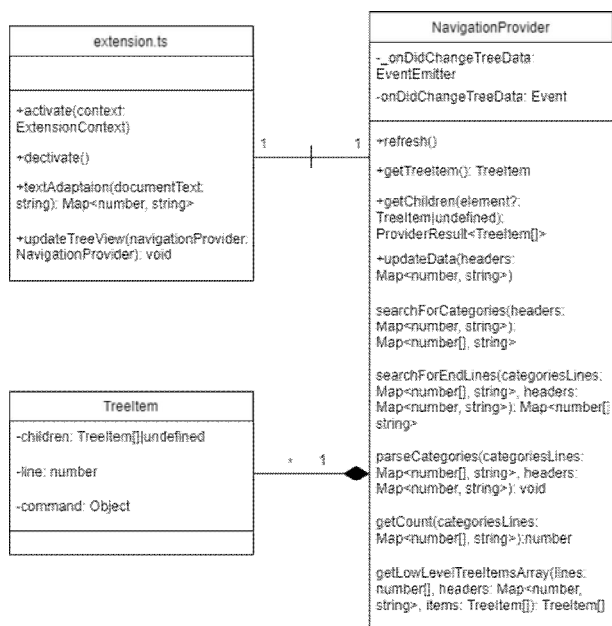 extension.ts
+activate(context:
ExtensionContext)
+dectivate()
+textAdaptaion(documentText:
string): Map<number, string>
+updateTreeView(navigationProvider:
NavigationProvider): void
1
1
NavigationProvider
-_onDidChangeTreeData:
EventEmitter
-onDidChangeTreeData: Event
+refresh()
+getTreeItem(): TreeItem
+getChildren(element?:
TreeItem|undefined):
ProviderResult<TreeItem[]>
+updateData(headers:
Map<number, string>)
searchForCategories(headers:
Map<number, string>):
Map<number[], string>
searchForEndLines(categoriesLines:
Map<number[], string>, headers:
Map<number, string>): Map<number[]
string>
parseCategories(categoriesLines:
Map<number[], string>, headers:
Map<number, string>): void
getCount(categoriesLines:
Map<number[], string>):number
getLowLevelTreeItemsArray(lines:
number[], headers: Map<number,
string>, items: TreeItem[]): TreeItem[]
TreeItem
-children: TreeItem[]|undefined
-line: number
-command: Object
*
1